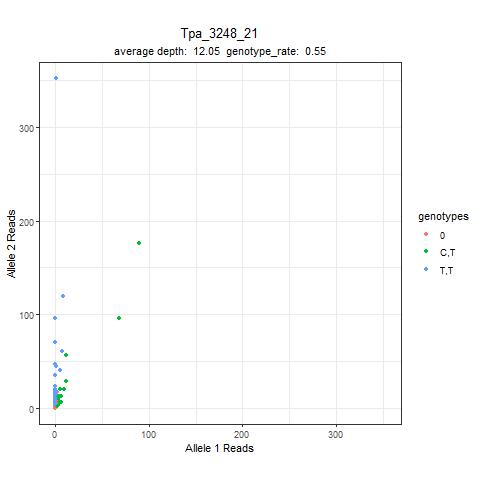 Tpa_3248_21
average depth: 12.05 genotype_rate: 0.55
Allele 2 Reads
300
200
100
0
0
100
200
300
Allele 1 Reads
genotypes
0
C,T
T,T